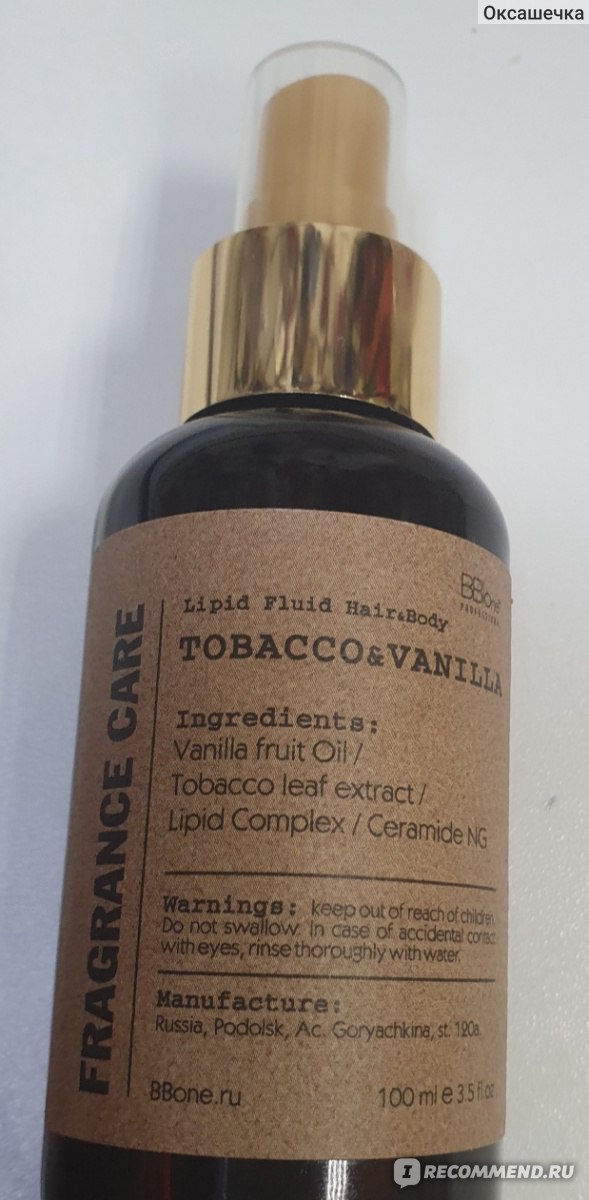 Оксашечка
BBone
PROFESSIONAL
Lipid Fluid Hair&Body
TOBACCO&VANILLA
FRAGRANCE CARE
Ingredients:
Vanilla fruit Oil /
Tobacco leaf extract /
Lipid Complex / Ceramide NG
Warnings: keep out of reach of children.
Do not swallow. In case of accidental contact
with eyes, rinse thoroughly with water.
Manufacture:
Russia, Podolsk, Ac. Goryachkina, st. 120a.
BBone.ru
100 ml e 3.5 fl oz
IRECOMMEND.RU